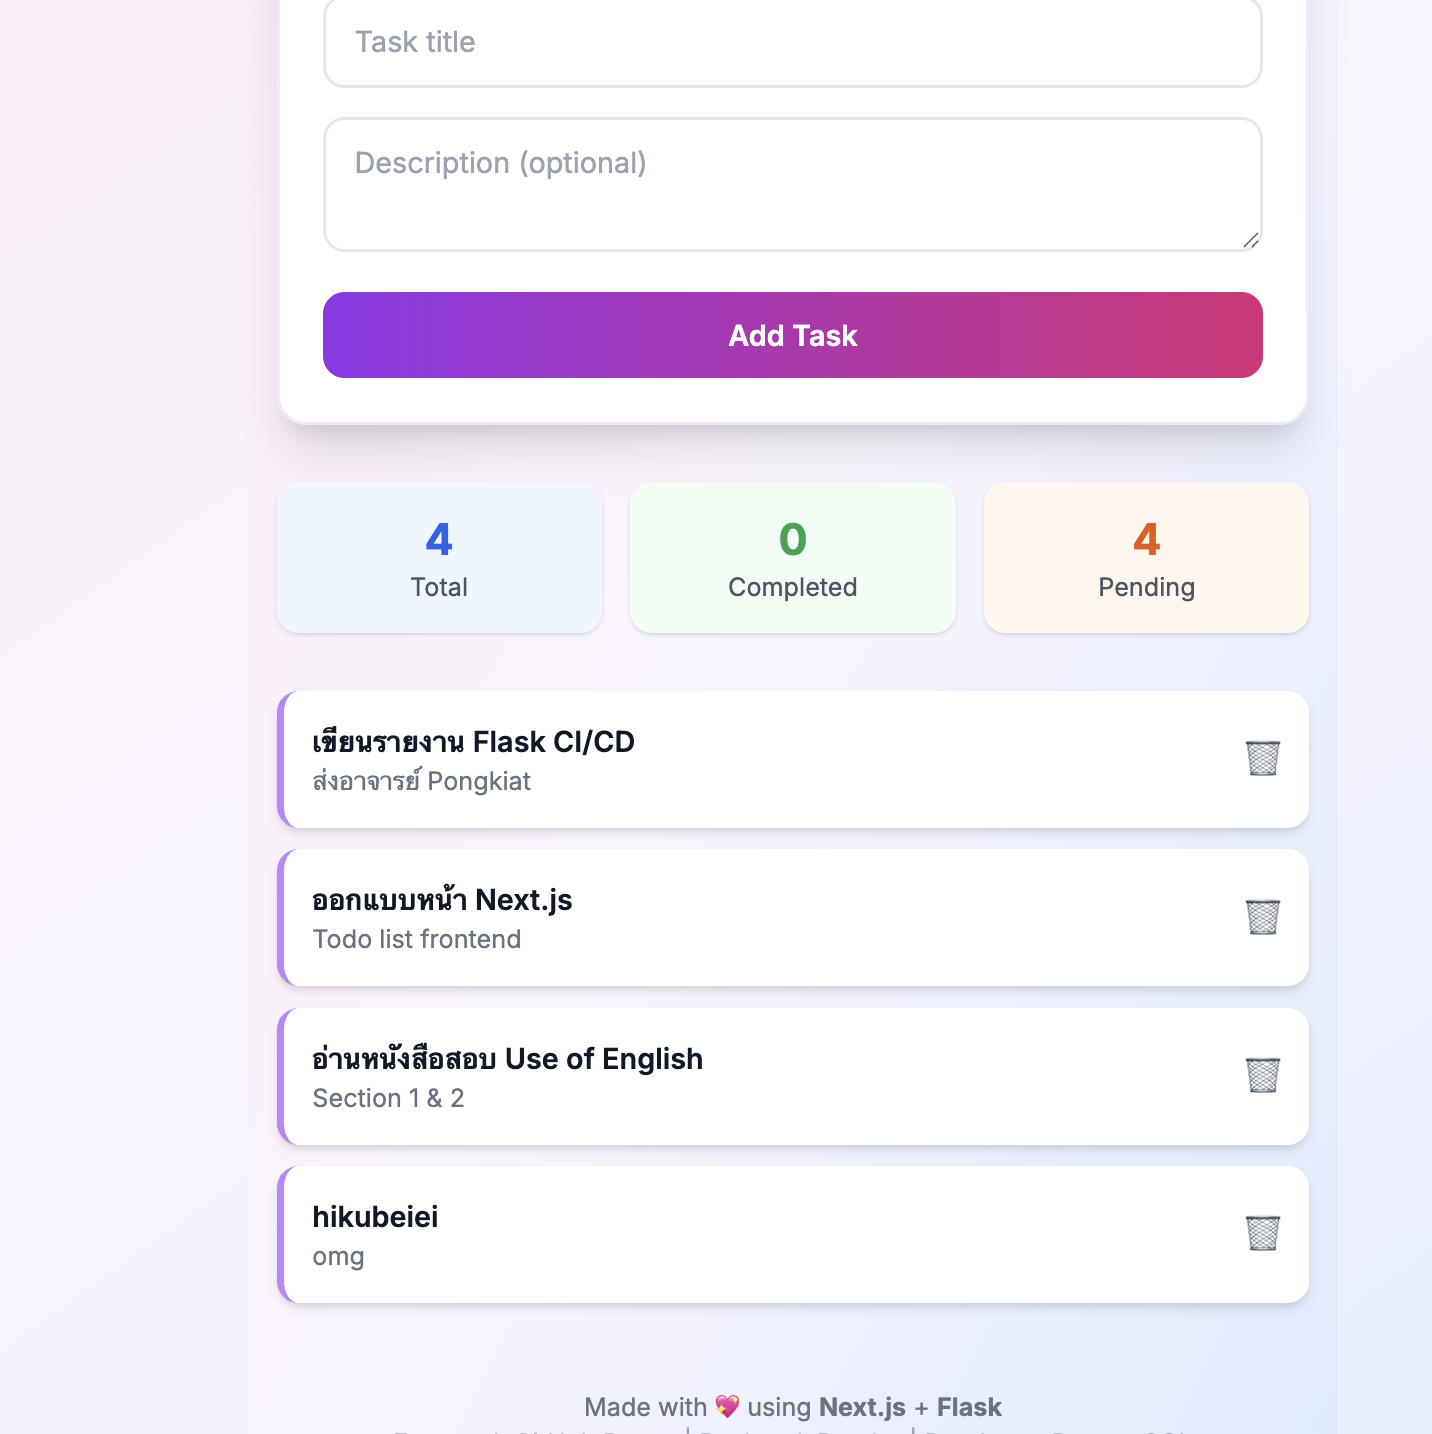 Task title
Description (optional)
Add Task
4
Total
0
Completed
4
Pending
เขียนรายงาน Flask CI/CD
ส่งอาจารย์ Pongkiat
ออกแบบหน้า Next.js
Todo list frontend
อ่านหนังสือสอบ Use of English
Section 1 & 2
hikubeiei
omg
Made with 💖 using Next.js + Flask